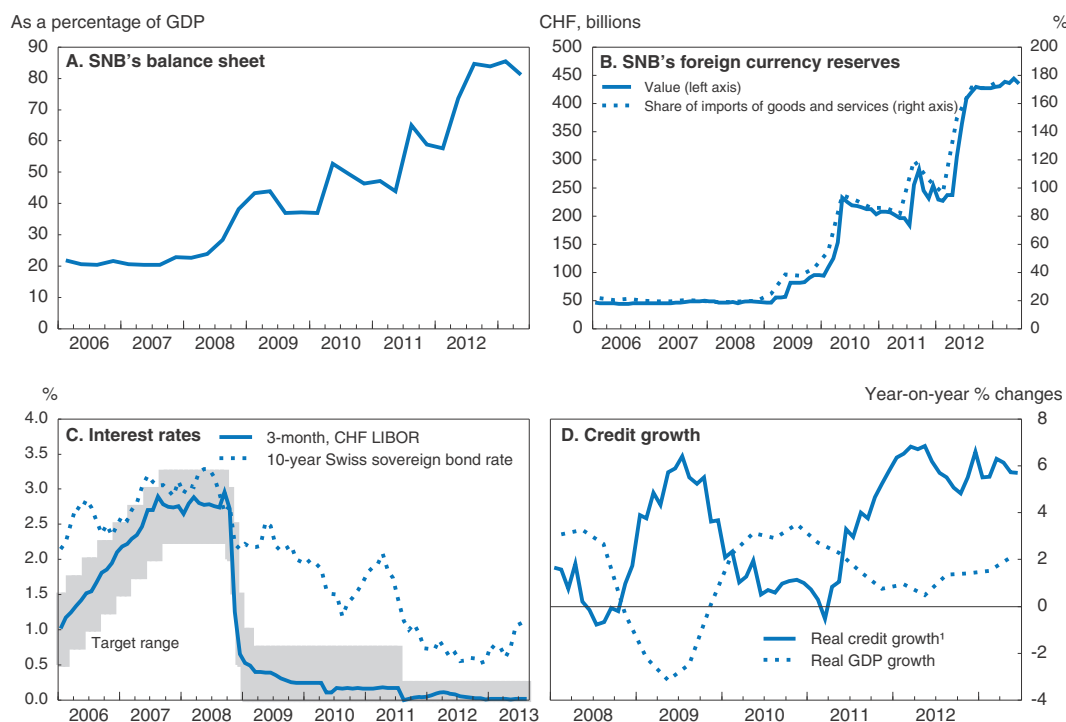 As a percentage of GDP
A. SNB's balance sheet
90
80
70
60
50
40
30
20
10
0
2006 2007 2008 2009 2010 2011 2012
CHF, billions %
B. SNB's foreign currency reserves
Value (left axis)
Share of imports of goods and services (right axis)
500 200
450 180
400 160
350 140
300 120
250 100
200 80
150 60
100 40
50 20
0 0
2006 2007 2008 2009 2010 2011 2012
%
C. Interest rates
3-month, CHF LIBOR
10-year Swiss sovereign bond rate
4.0
3.5
3.0
2.5
2.0
1.5
1.0
0.5
0.0
Target range
2006 2007 2008 2009 2010 2011 2012 2013
Year-on-year % changes
D. Credit growth
8
6
4
2
0
-2
-4
Real credit growth¹
Real GDP growth
2008 2009 2010 2011 2012